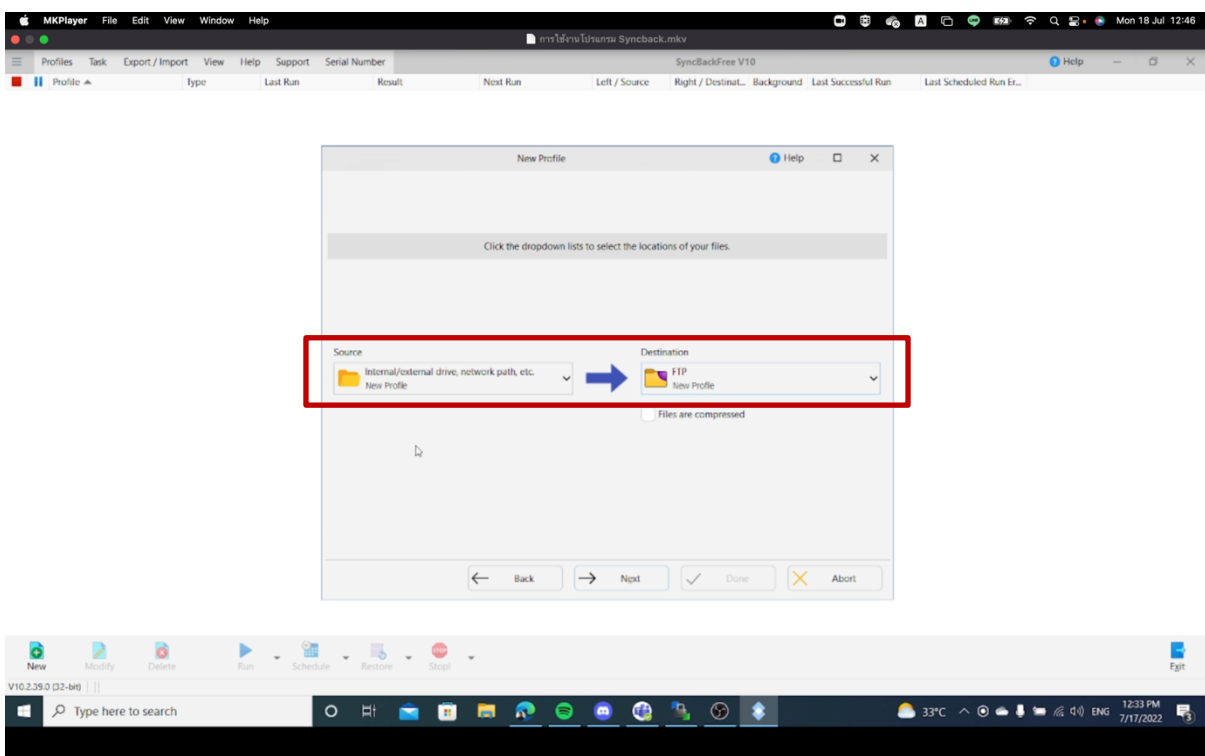 MKPlayer File Edit View Window Help A Mon 18 Jul 12:46
การใช้งานโปรแกรม Syncback.mkv
Profiles Task Export / Import View Help Support Serial Number SyncBackFree V10 Help
Profile Type Last Run Result Next Run Left / Source Right / Destinat... Background Last Successful Run Last Scheduled Run Er...
New Profile Help
Click the dropdown lists to select the locations of your files.
Source Destination
Internal/external drive, network path, etc. FTP
New Profile New Profile
Files are compressed
Back Next Done Abort
New Modify Delete Run Schedule Restore Stop! Exit
V10.2.39.0 (32-bit)
Type here to search 33°C ENG 12:33 PM
7/17/2022